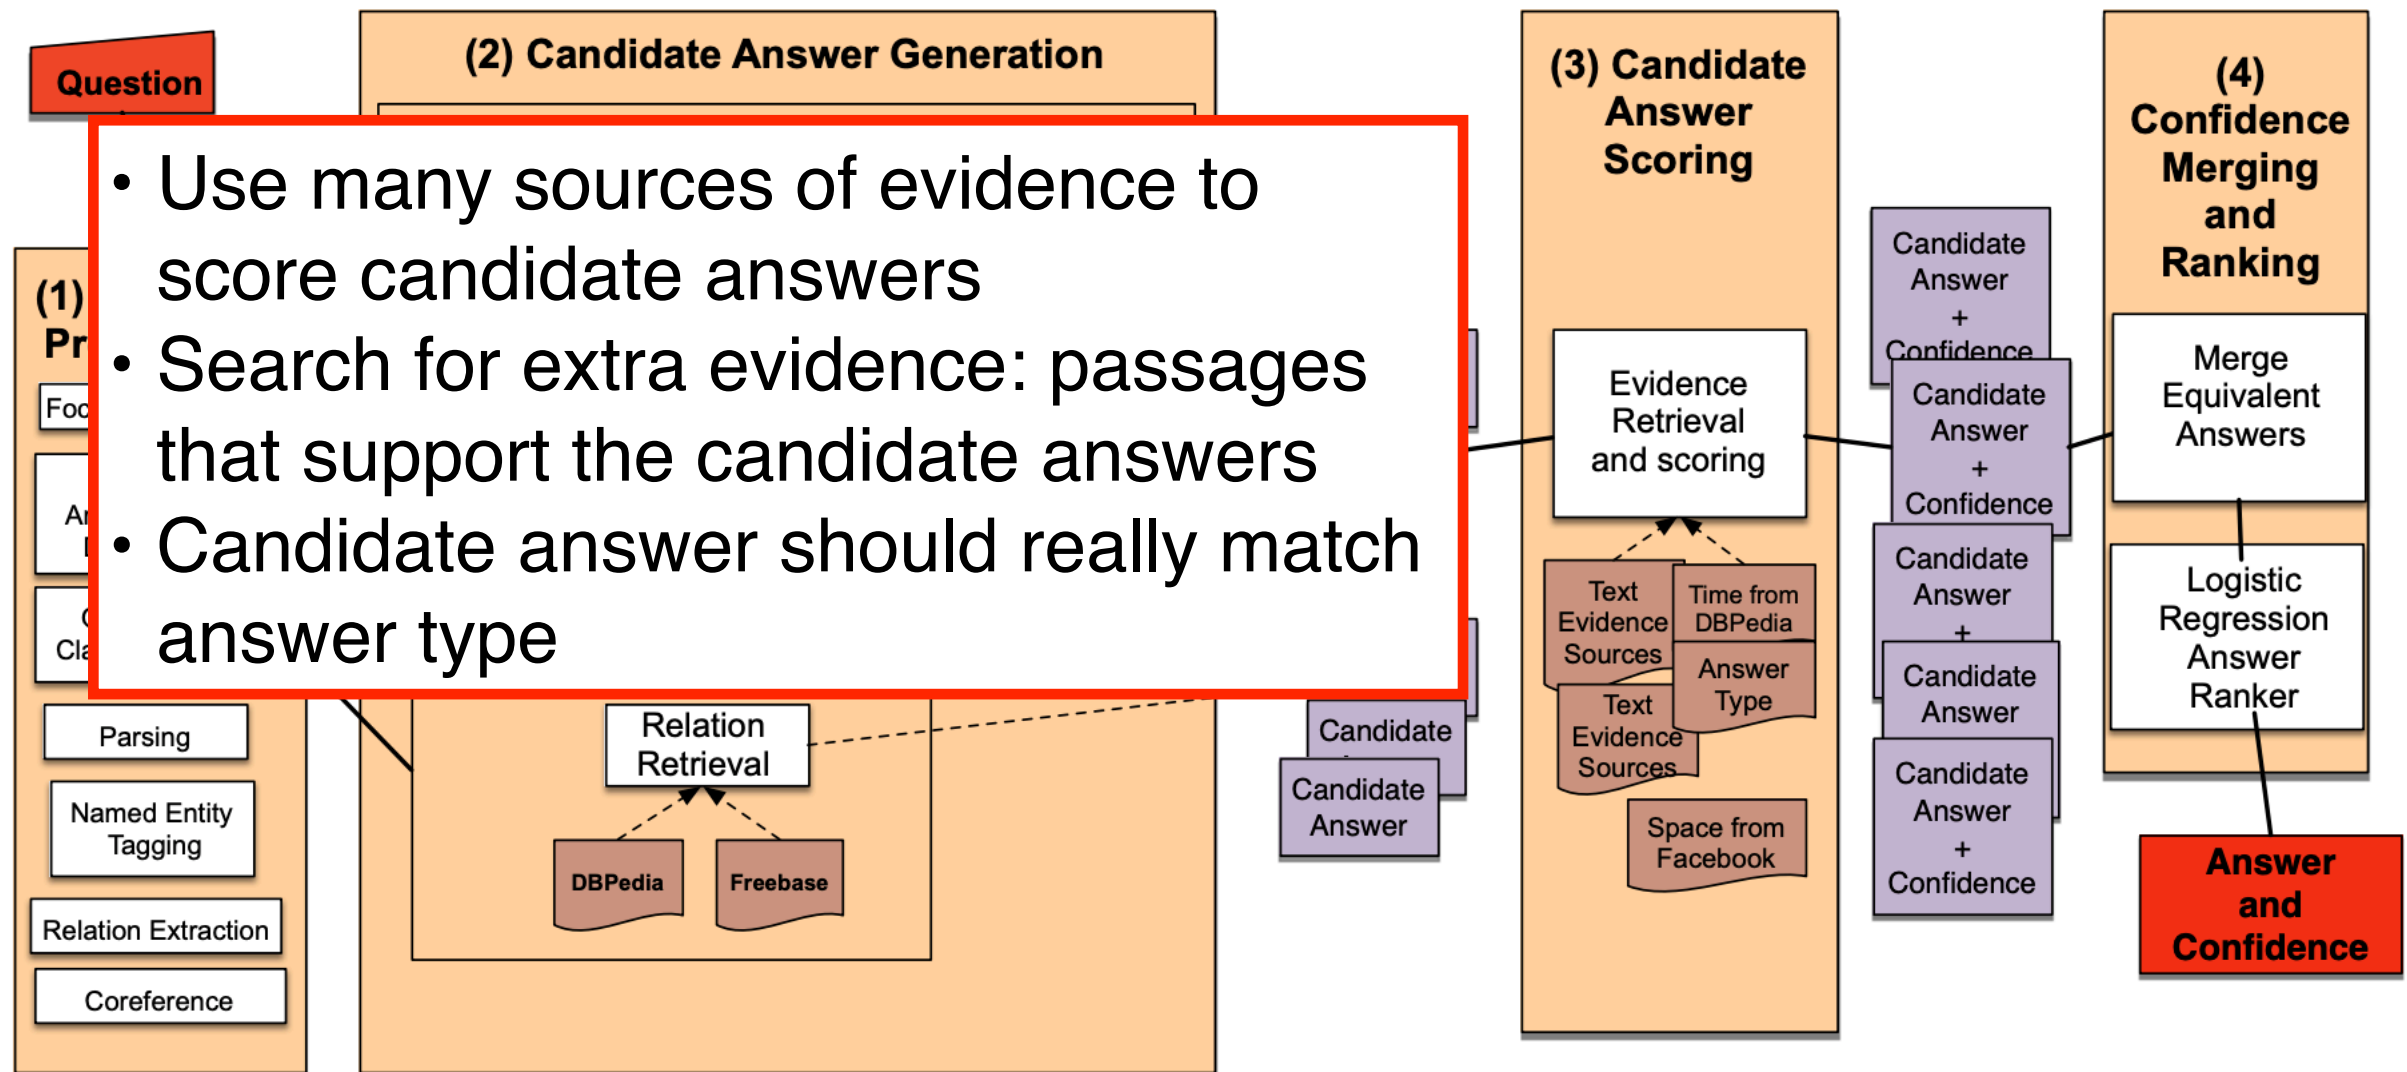 Question
(2) Candidate Answer Generation
• Use many sources of evidence to
score candidate answers
• Search for extra evidence: passages
that support the candidate answers
• Candidate answer should really match
answer type
(1)
Parsing
Named Entity
Tagging
Relation Extraction
Coreference
Relation
Retrieval
DBPedia
Freebase
Candidate
Candidate
Answer
(3) Candidate
Answer
Scoring
Evidence
Retrieval
and scoring
Text
Evidence
Sources
Time from
DBPedia
Answer
Type
Text
Evidence
Sources
Space from
Facebook
Candidate
Answer
+
Confidence
Candidate
Answer
+
Confidence
Candidate
Answer
+
Candidate
Answer
Candidate
Answer
+
Confidence
(4)
Confidence
Merging
and
Ranking
Merge
Equivalent
Answers
Logistic
Regression
Answer
Ranker
Answer
and
Confidence